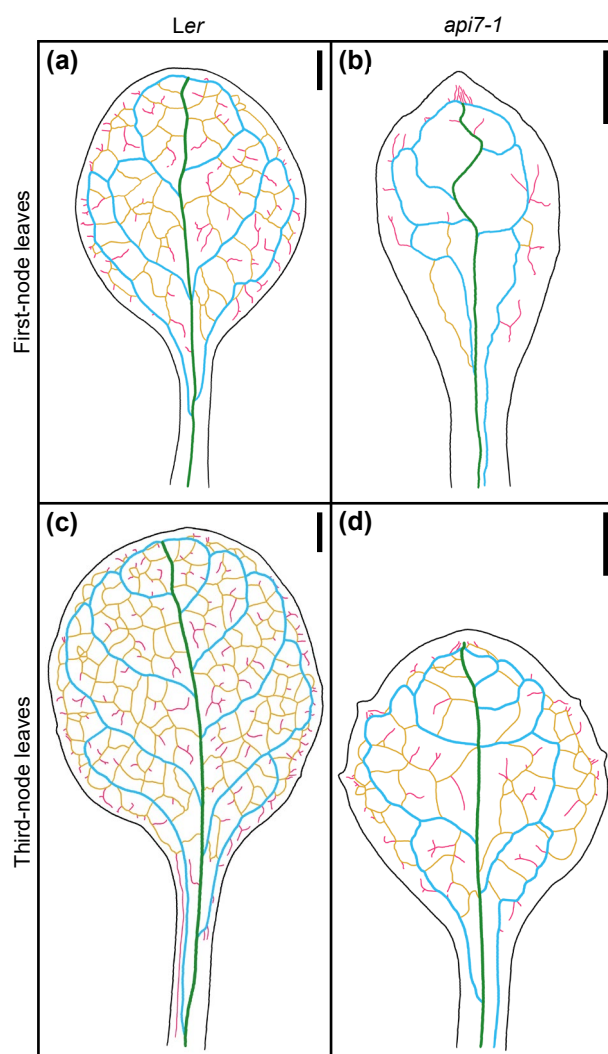 Ler
api7-1
(a)
(b)
First-node leaves
(c)
(d)
Third-node leaves